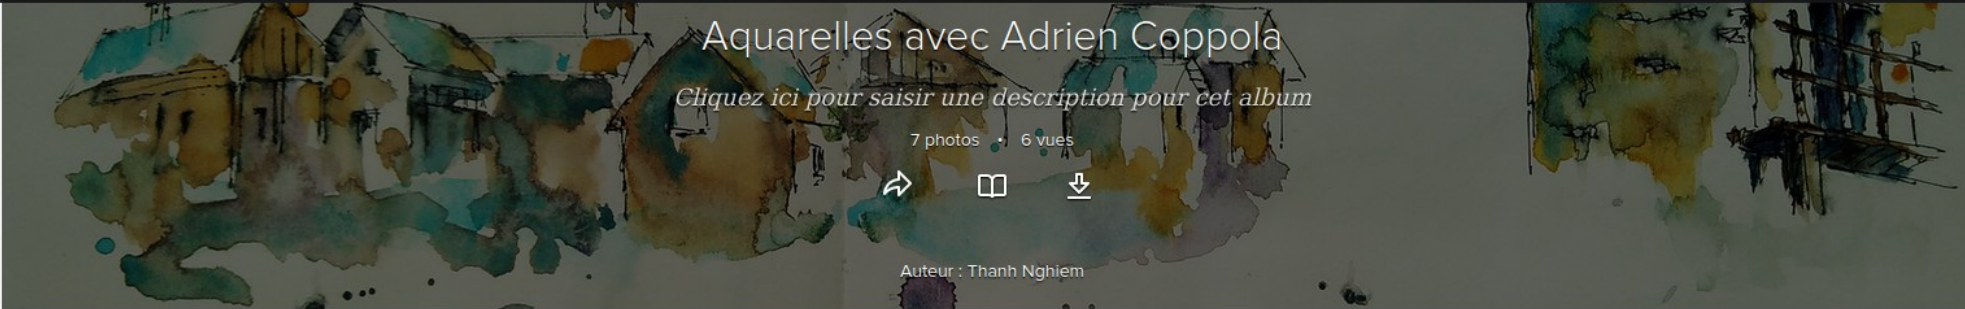 Aquarelles avec Adrien Coppola
Cliquez ici pour saisir une description pour cet album
7 photos • 6 vues
Auteur : Thanh Nghiem